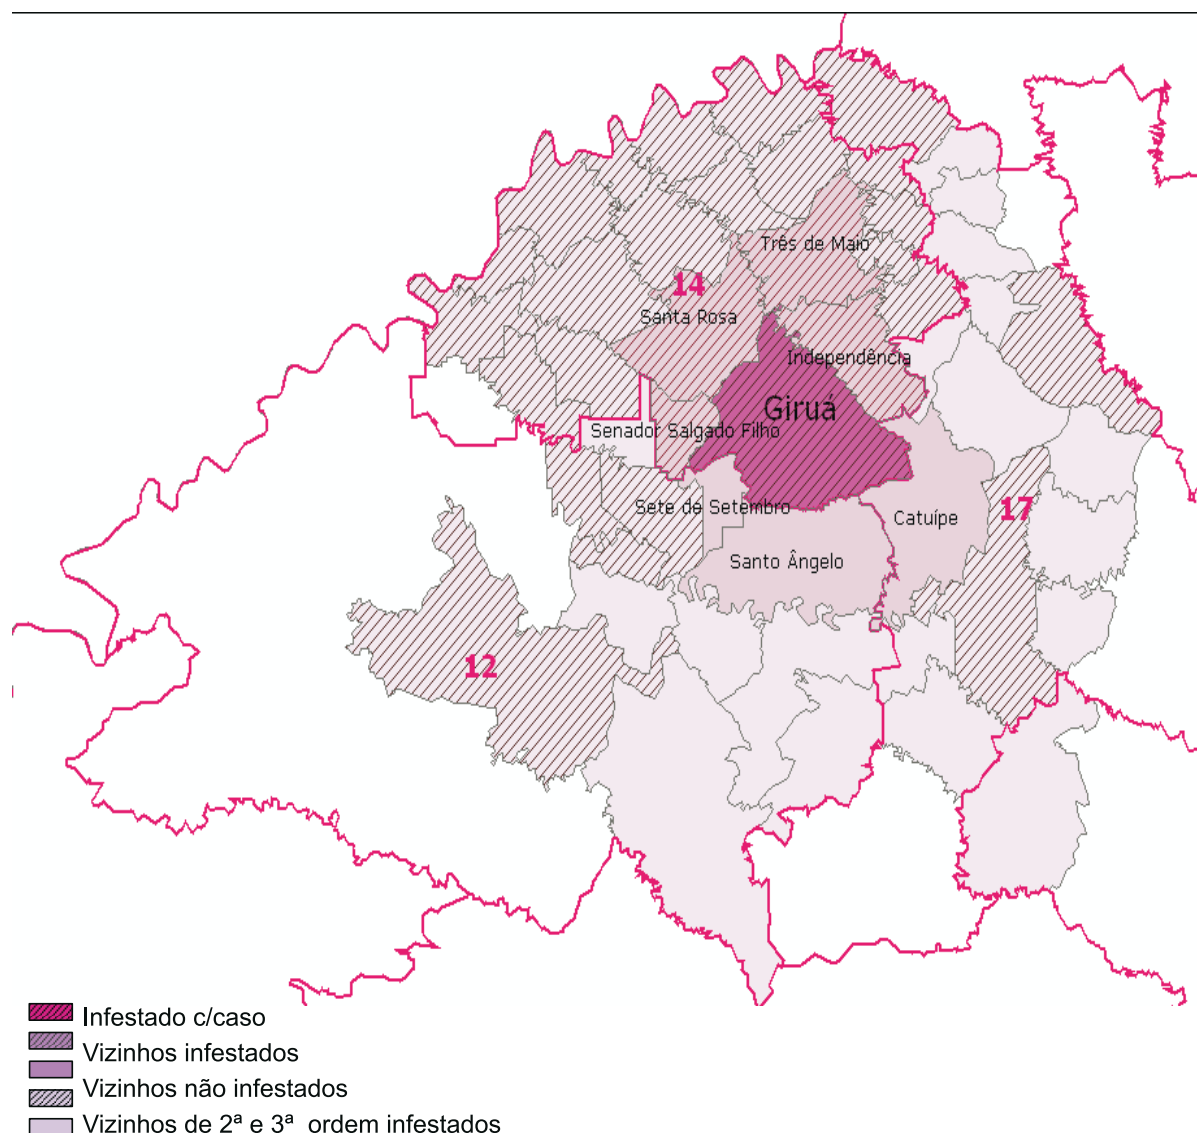 Três de Maio
14
Santa Rosa
Independência
Giruá
Senador Salgado Filho
Sete de Setembro
17
Catuípe
Santo Ângelo
12
Infestado c/caso
Vizinhos infestados
Vizinhos não infestados
Vizinhos de 2ª e 3ª ordem infestados